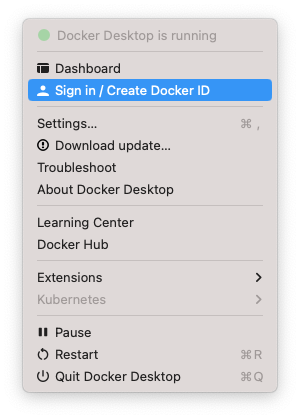 Docker Desktop is running
Dashboard
Sign in / Create Docker ID
Settings... ⌘ ,
Download update...
Troubleshoot
About Docker Desktop
Learning Center
Docker Hub
Extensions
Kubernetes
Pause
Restart ⌘ R
Quit Docker Desktop ⌘ Q